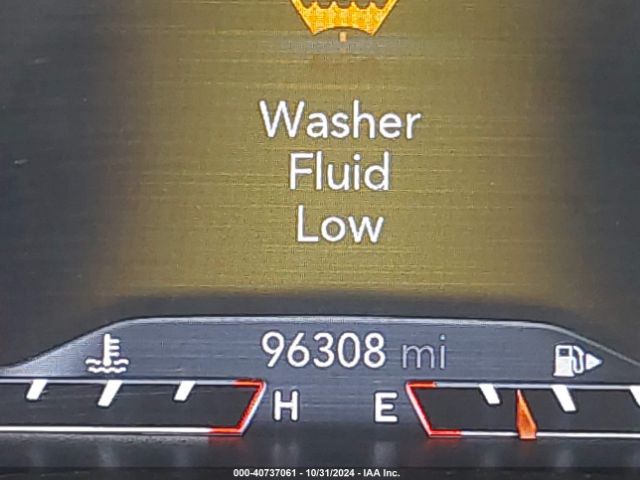 Washer
Fluid
Low
96308 mi
H E
000-40737061 - 10/31/2024 - IAA Inc.